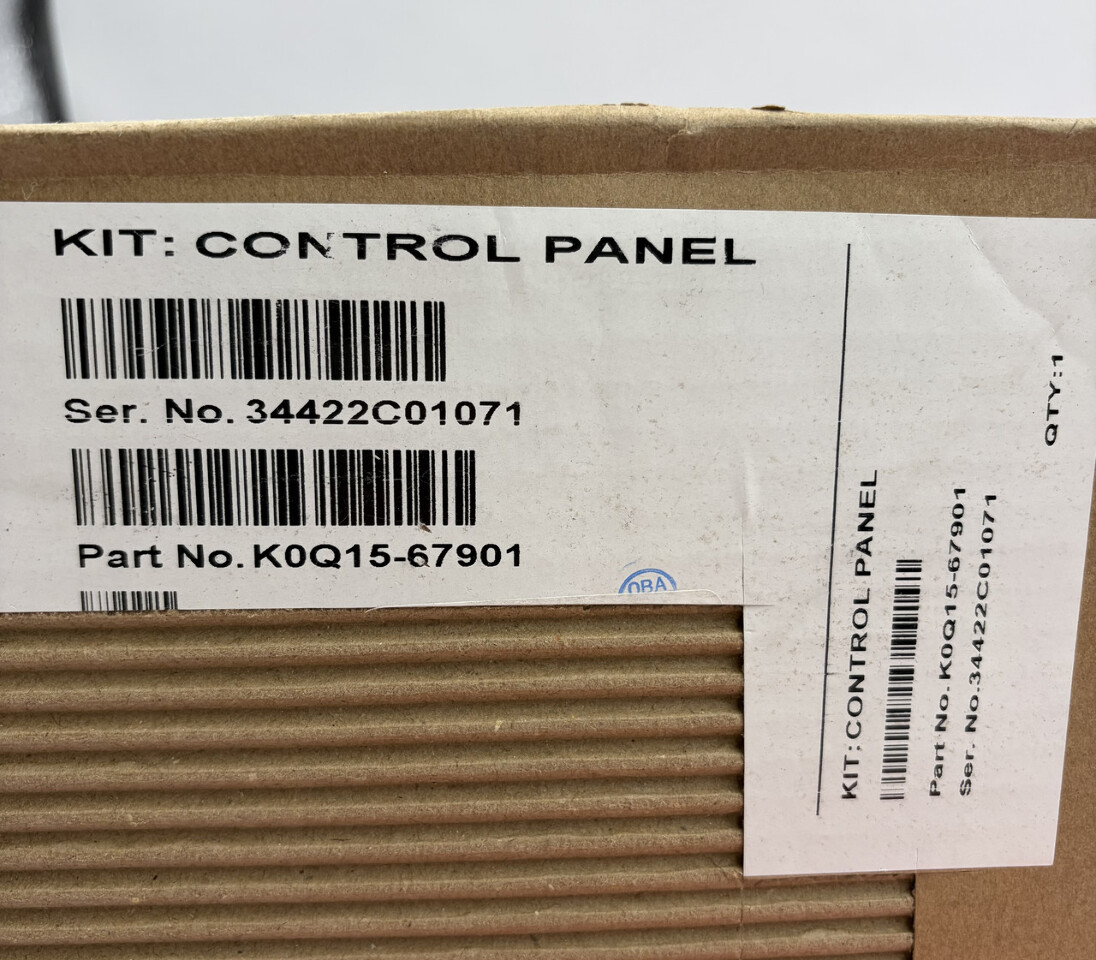 KIT: CONTROL PANEL
Ser. No. 34422C01071
Part No. K0Q15-67901
OBA
KIT: CONTROL PANEL
Part No. K0Q15-67901
Ser. No. 34422C01071
QTY:1